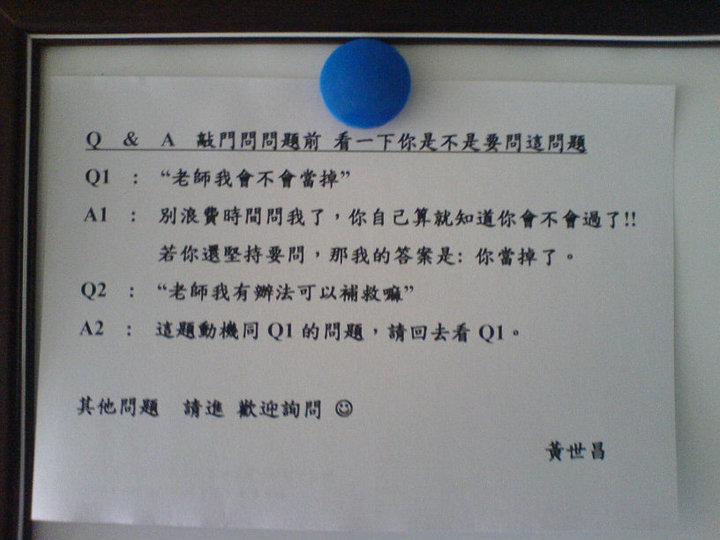 Q & A 敲門問問題前 看一下你是不是要問這問題
Q1 : “老師我會不會當掉”
A1 : 別浪費時間問我了，你自己算就知道你會不會過了!!
若你還堅持要問，那我的答案是: 你當掉了。
Q2 : “老師我有辦法可以補救嘛”
A2 : 這題動機同 Q1 的問題，請回去看 Q1。
其他問題 請進 歡迎詢問 ☺
黃世昌